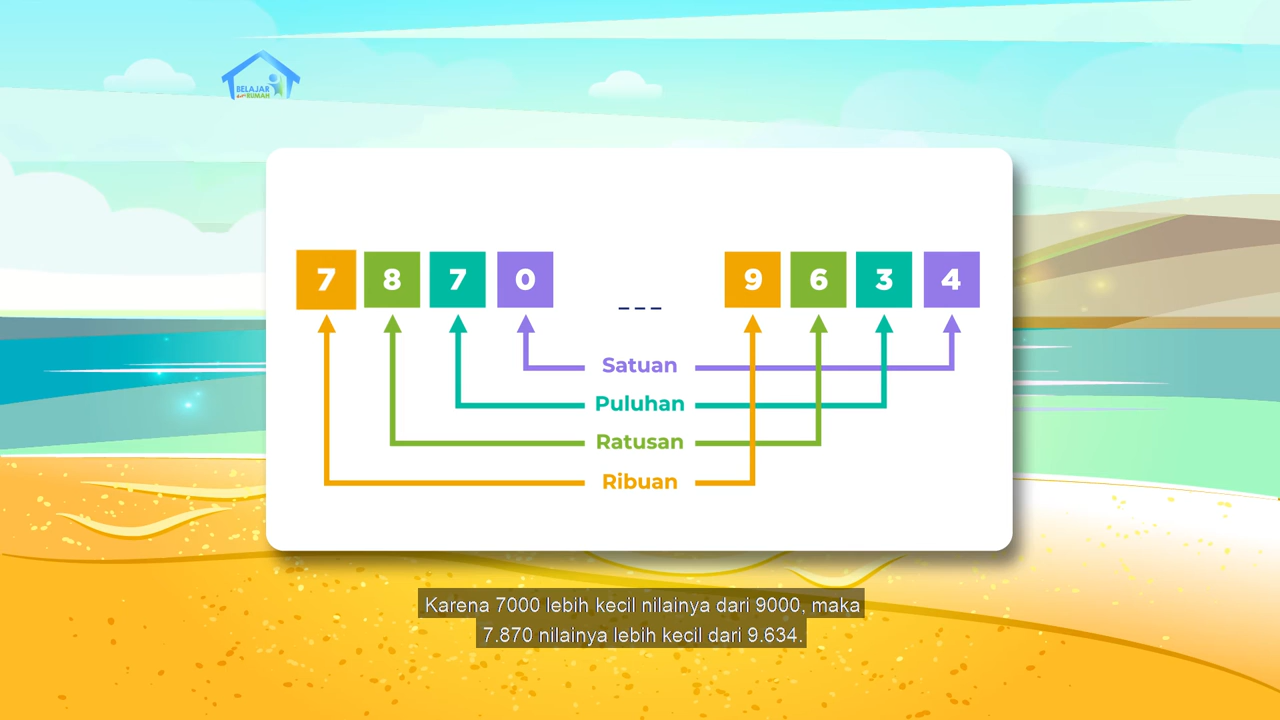 BELAJAR
dari RUMAH
7 8 7 0 _ _ _ 9 6 3 4
Satuan
Puluhan
Ratusan
Ribuan
Karena 7000 lebih kecil nilainya dari 9000, maka
7.870 nilainya lebih kecil dari 9.634.